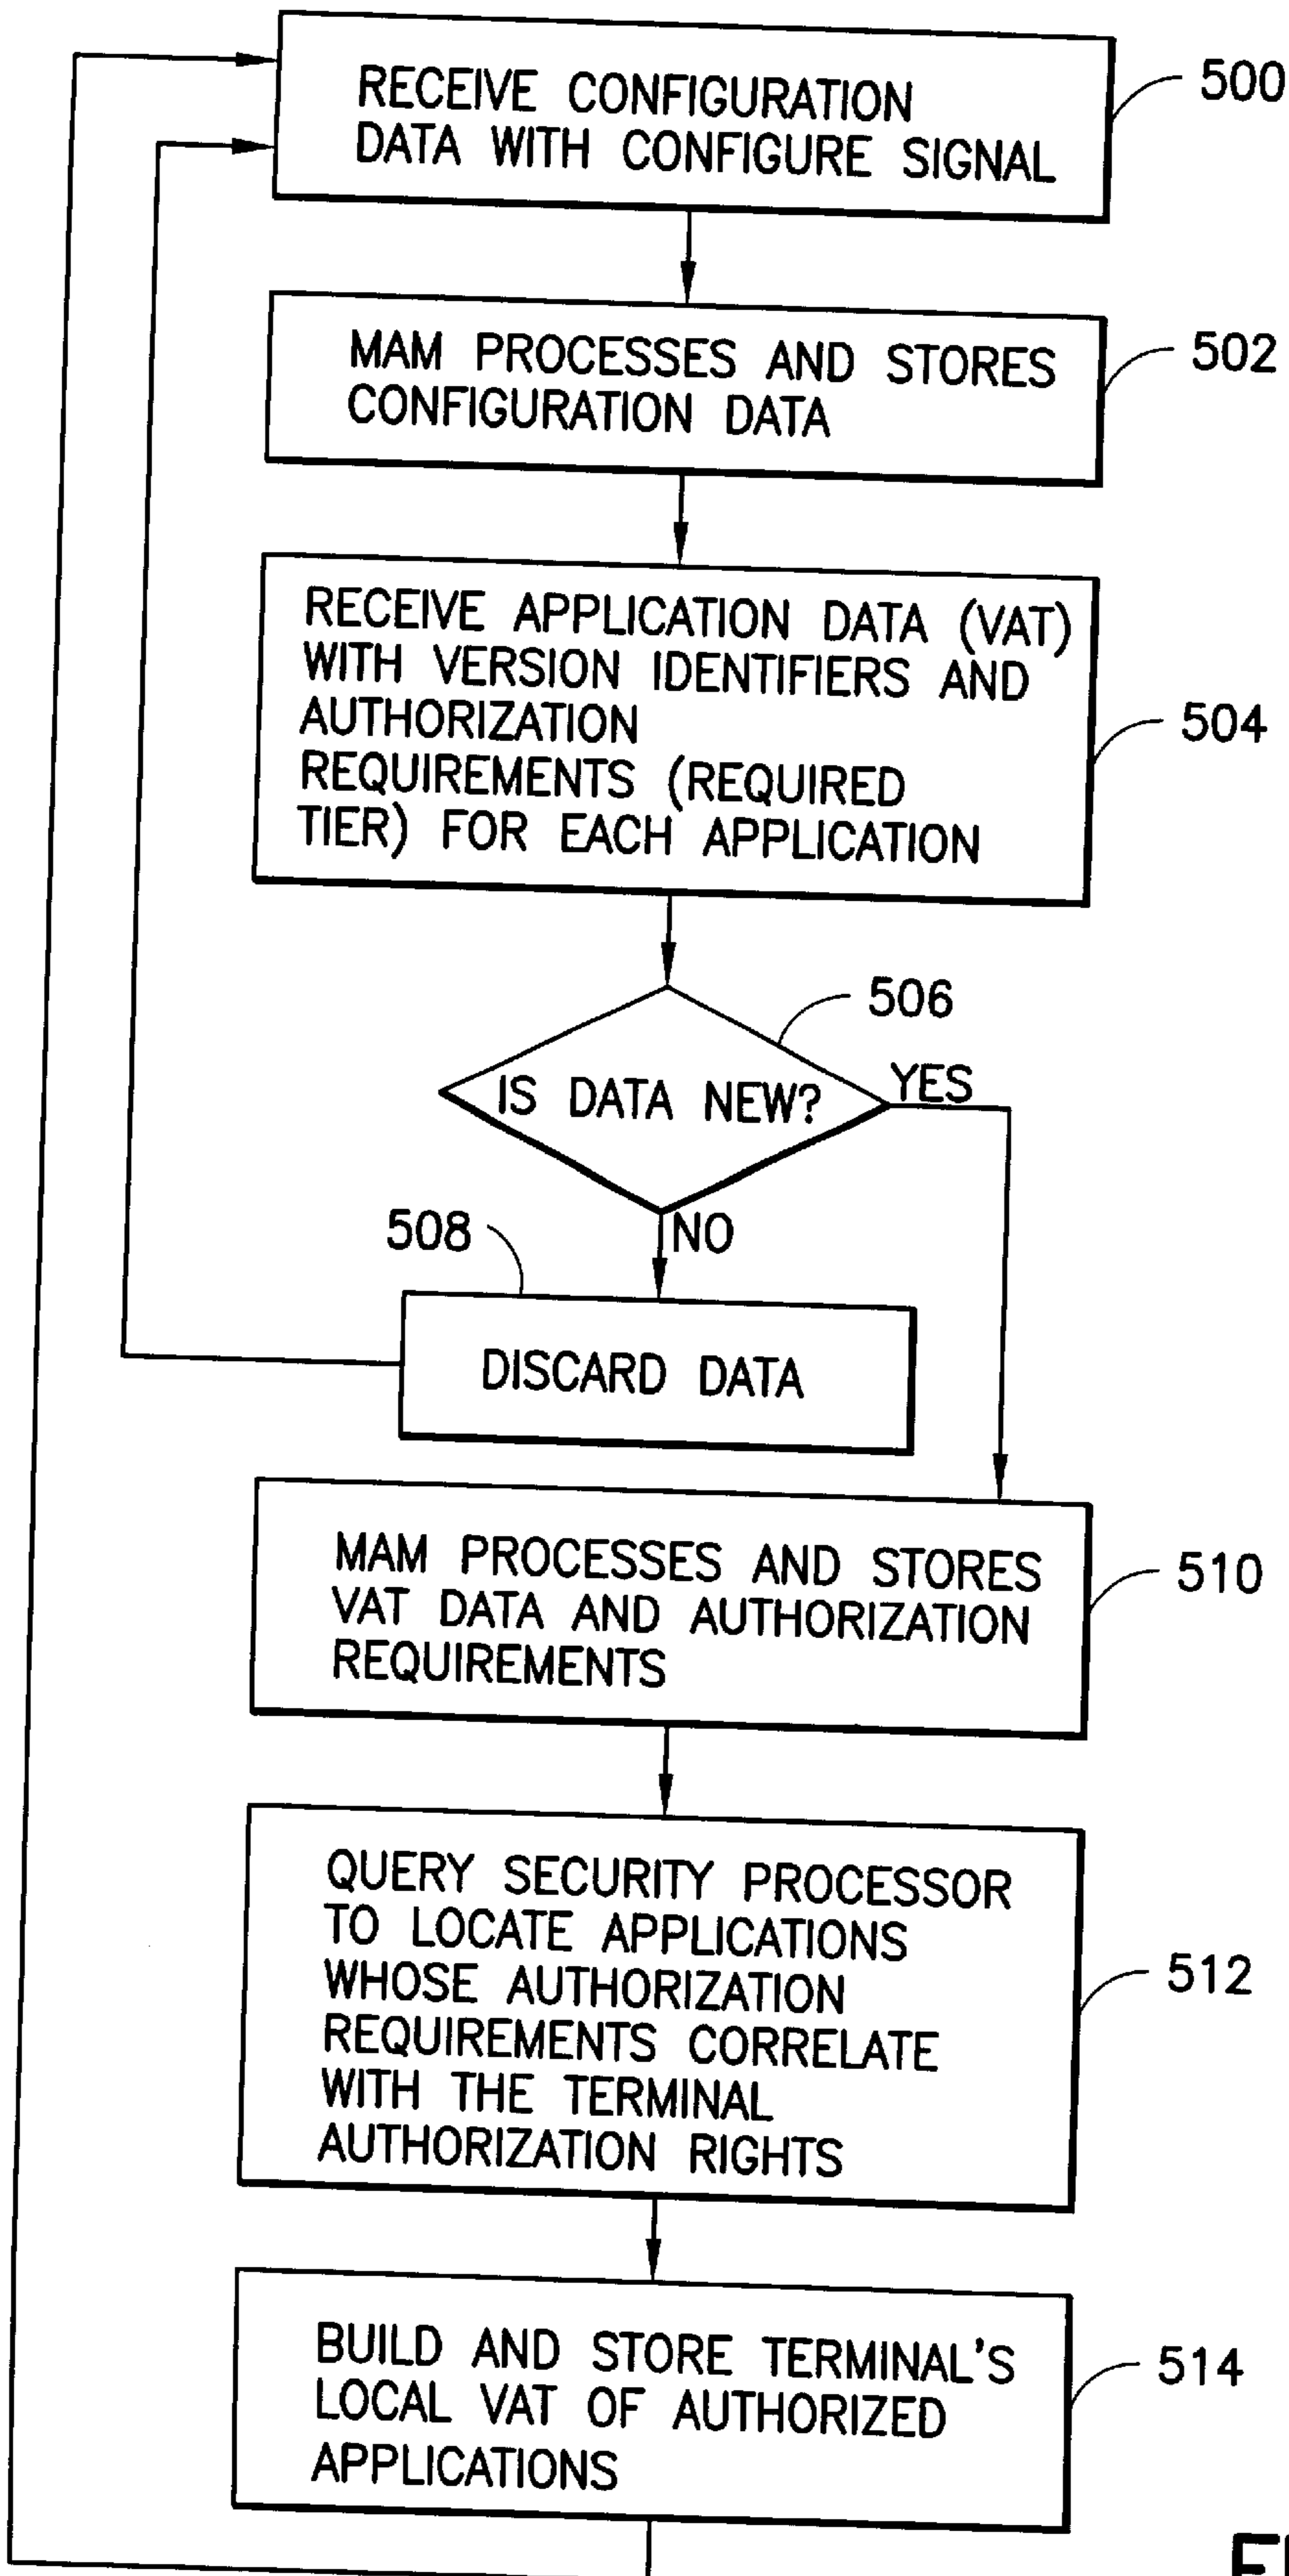 RECEIVE CONFIGURATION
DATA WITH CONFIGURE SIGNAL
500
MAM PROCESSES AND STORES
CONFIGURATION DATA
502
RECEIVE APPLICATION DATA (VAT)
WITH VERSION IDENTIFIERS AND
AUTHORIZATION
REQUIREMENTS (REQUIRED
TIER) FOR EACH APPLICATION
504
506
IS DATA NEW?
YES
NO
508
DISCARD DATA
MAM PROCESSES AND STORES
VAT DATA AND AUTHORIZATION
REQUIREMENTS
510
QUERY SECURITY PROCESSOR
TO LOCATE APPLICATIONS
WHOSE AUTHORIZATION
REQUIREMENTS CORRELATE
WITH THE TERMINAL
AUTHORIZATION RIGHTS
512
BUILD AND STORE TERMINAL'S
LOCAL VAT OF AUTHORIZED
APPLICATIONS
514